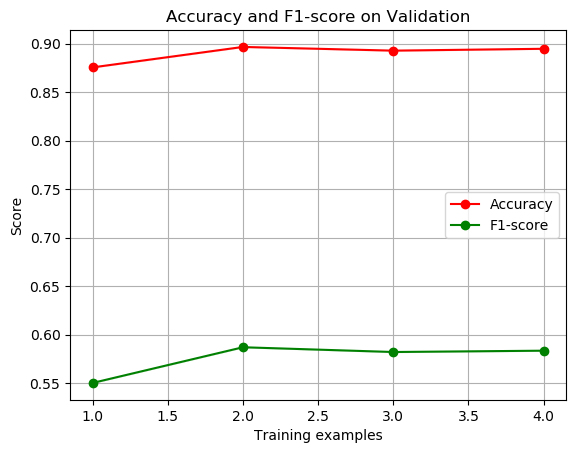 Accuracy and F1-score on Validation
0.90
0.85
0.80
0.75
0.70
0.65
0.60
0.55
Score
Accuracy
F1-score
1.0 1.5 2.0 2.5 3.0 3.5 4.0
Training examples